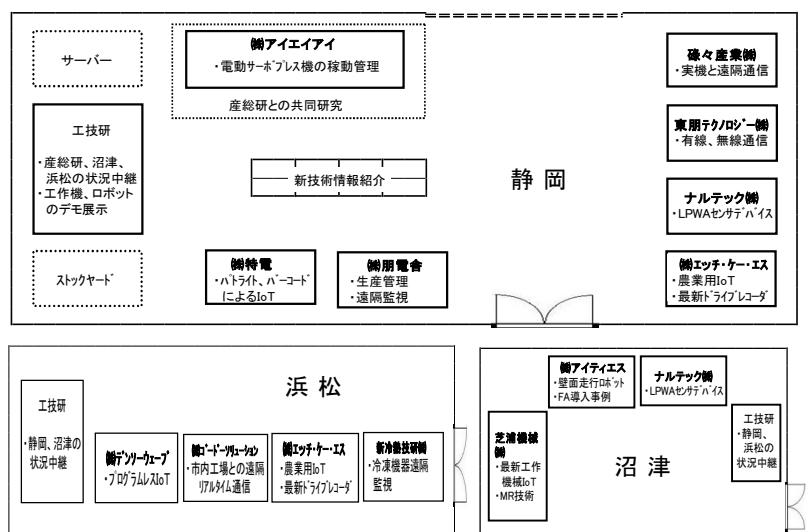 サーバー
㈱アイエイアイ
・電動サーボプレス機の稼動管理
産総研との共同研究
工技研
・産総研、沼津、
浜松の状況中継
・工作機、ロボット
のデモ展示
新技術情報紹介
静岡
碌々産業㈱
・実機と遠隔通信
東朋テクノロジー㈱
・有線、無線通信
ナルテック㈱
・LPWAセンサデバイス
㈱エッチ・ケー・エス
・農業用IoT
・最新ドライブレコーダ
ストックヤード
㈱特電
・パトライト、バーコード
によるIoT
㈱朋電舎
・生産管理
・遠隔監視
浜松
工技研
・静岡、沼津の
状況中継
㈱デンソーウェーブ
・プログラムレスIoT
㈱ゴードーソリューション
・市内工場との遠隔
リアルタイム通信
㈱エッチ・ケー・エス
・農業用IoT
・最新ドライブレコーダ
新冷熱技研㈱
・冷凍機器遠隔
監視
㈱アイティエス
・壁面走行ロボット
・FA導入事例
ナルテック㈱
・LPWAセンサデバイス
芝浦機械
㈱
・最新工作
機械IoT
・MR技術
沼津
工技研
・静岡、
浜松の
状況中継